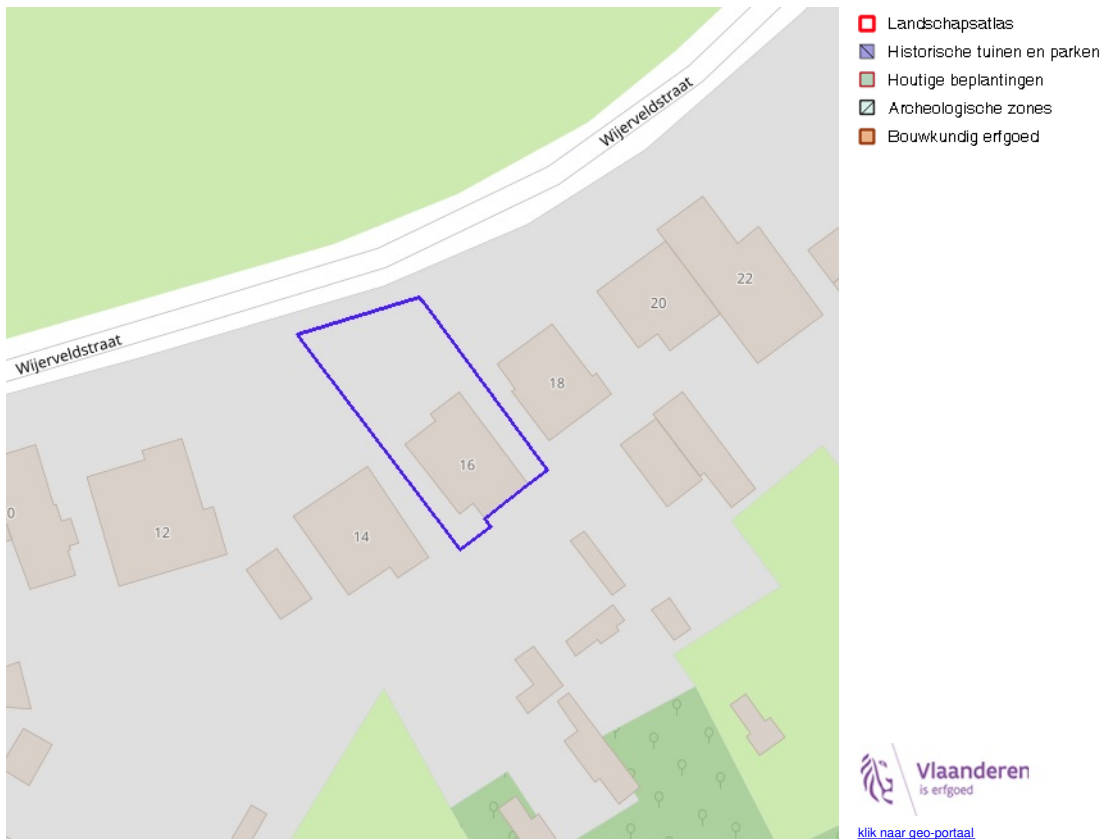 Landschapsatlas
Historische tuinen en parken
Houtige beplantingen
Archeologische zones
Bouwkundig erfgoed
Wijerveldstraat
Wijerveldstraat
22
20
18
16
14
12
0
Vlaanderen
is erfgoed
klik naar geo-portaal